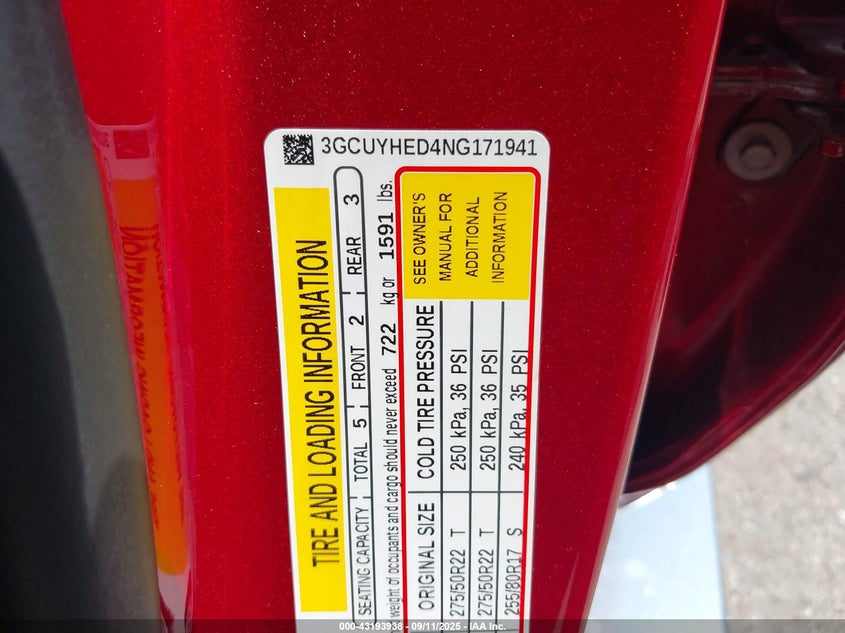 3GCUYHED4NG171941
TIRE AND LOADING INFORMATION
SEATING CAPACITY TOTAL 5 FRONT 2 REAR 3
weight of occupants and cargo should never exceed 722 kg or 1591 lbs.
ORIGINAL SIZE COLD TIRE PRESSURE
275/50R22 T 250 kPa, 36 PSI
275/50R22 T 250 kPa, 36 PSI
255/80R17 S 240 kPa, 35 PSI
SEE OWNER'S
MANUAL FOR
ADDITIONAL
INFORMATION
000-43193938 - 09/11/2025 - IAA Inc.